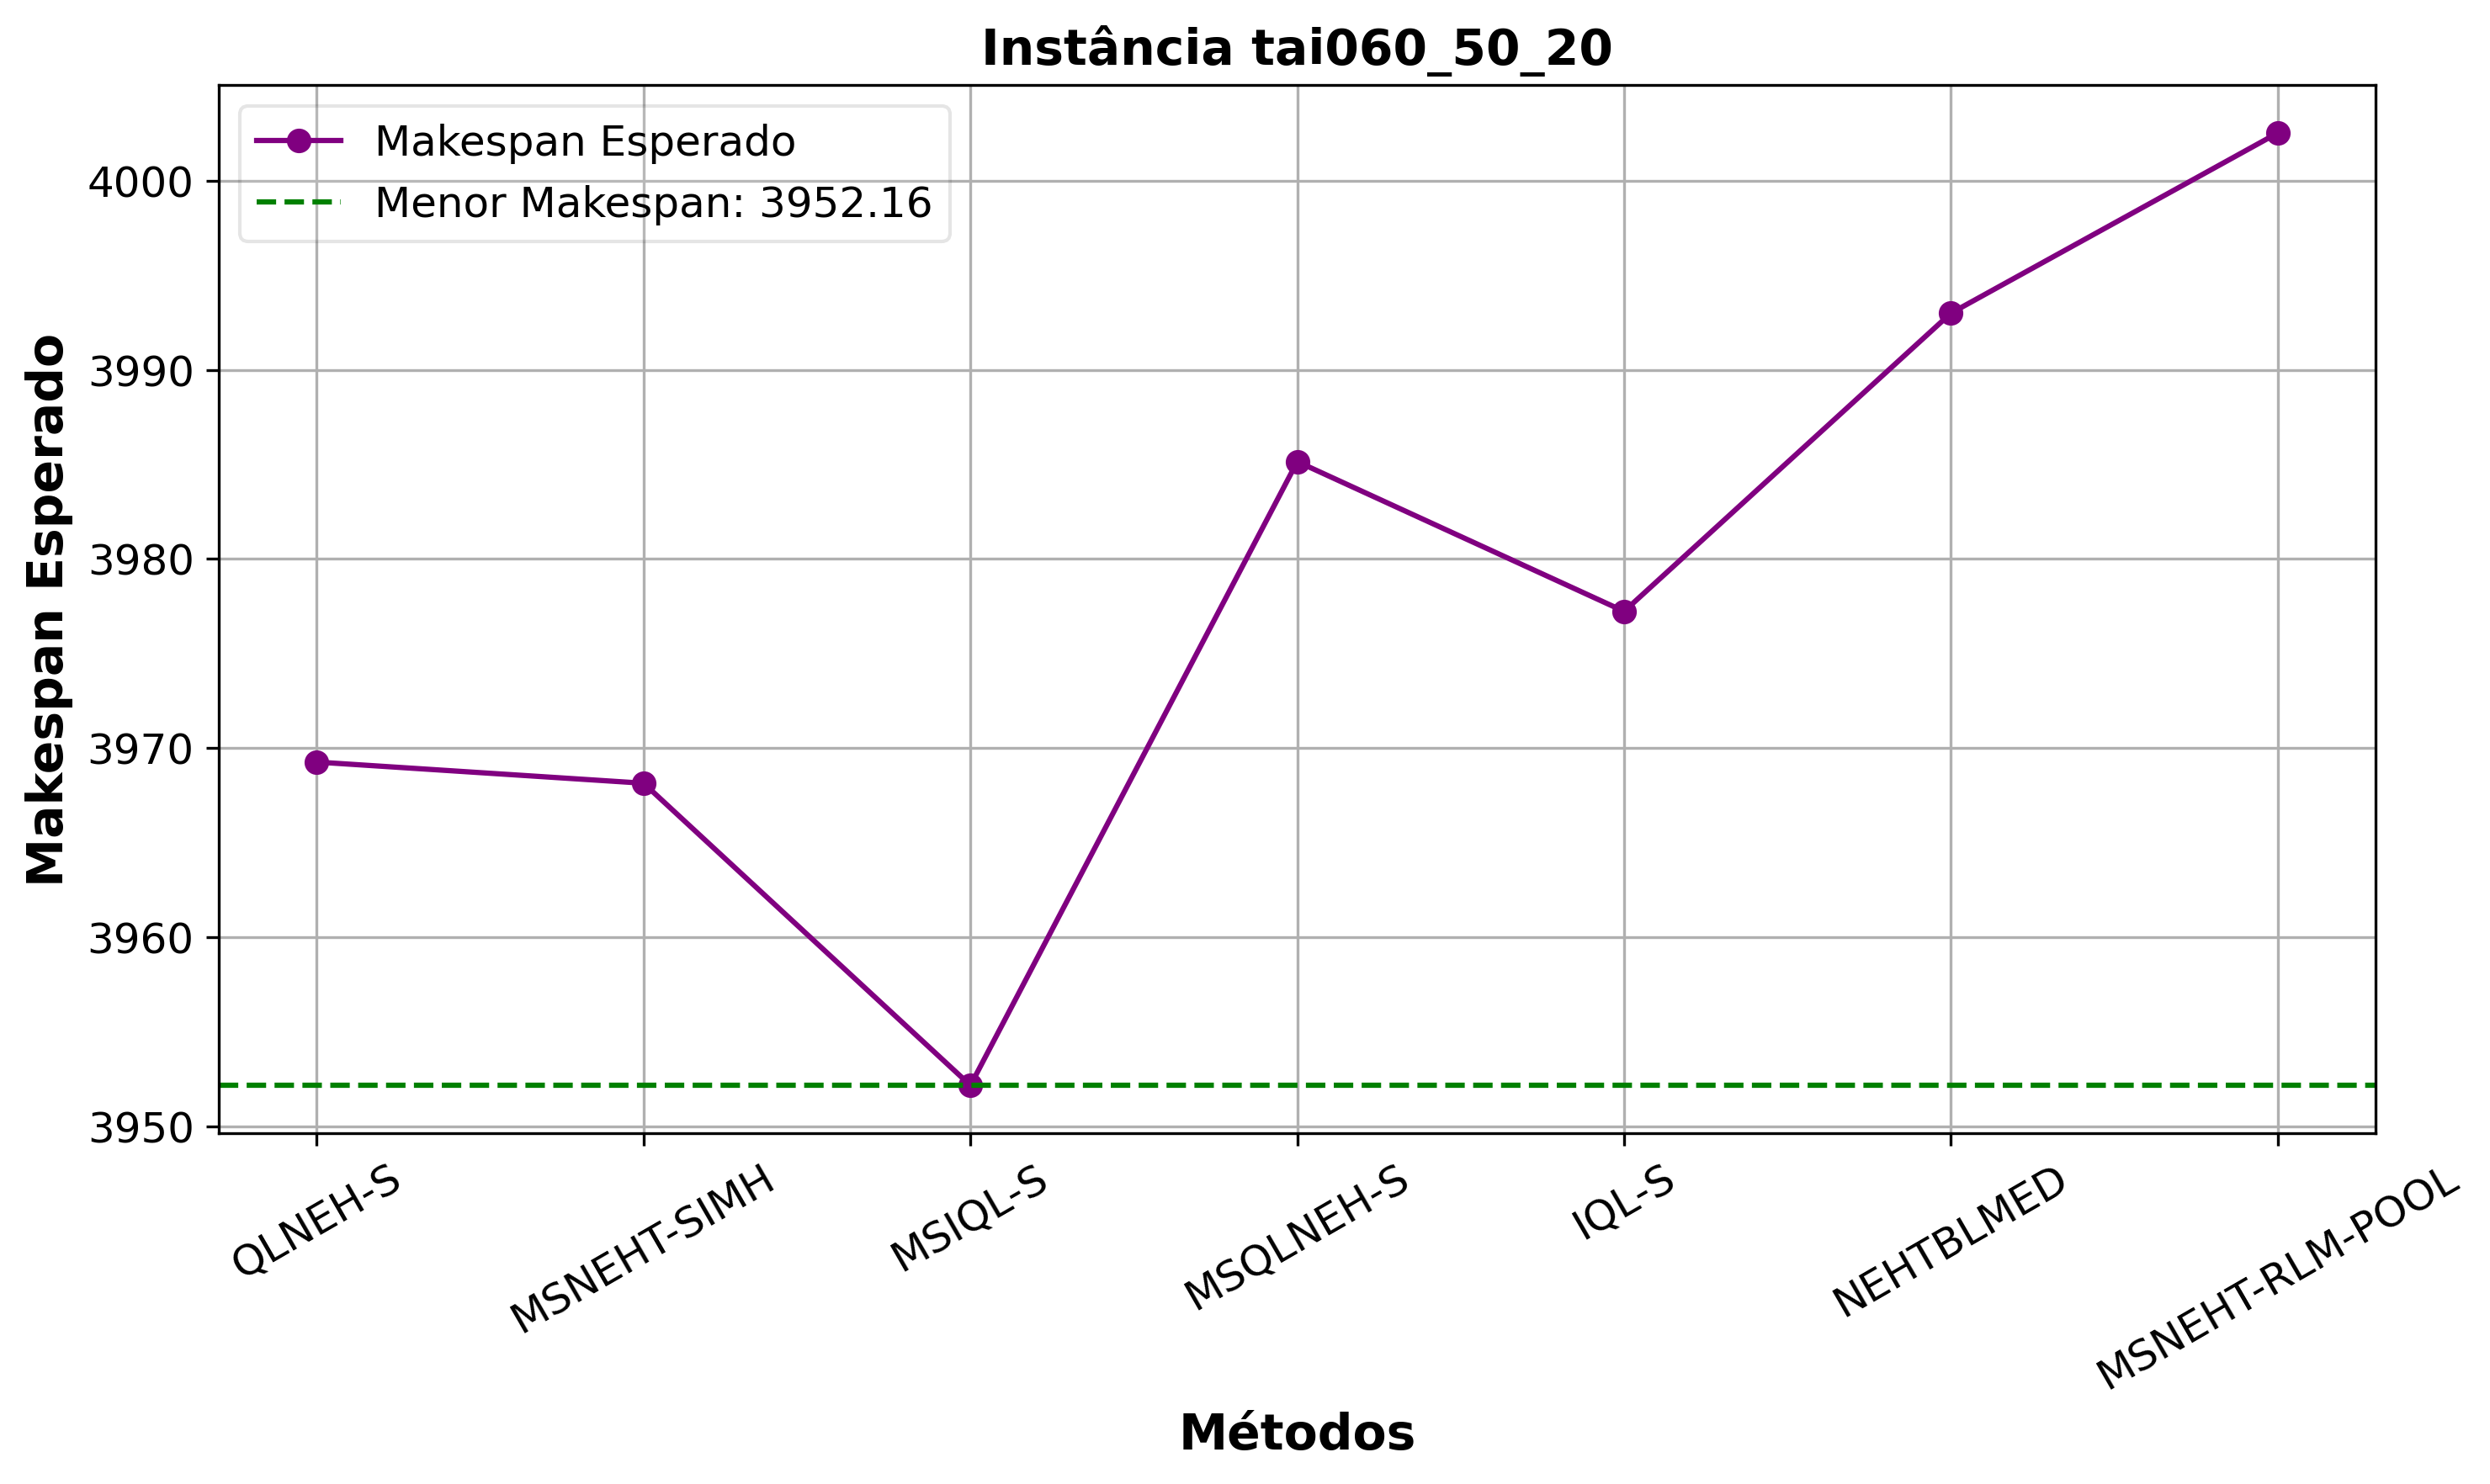 Instância tai060_50_20
Makespan Esperado
Menor Makespan: 3952.16
Makespan Esperado
4000
3990
3980
3970
3960
3950
QLNEH-S
MSNEHT-SIMH
MSIQL-S
MSQLNEH-S
IQL-S
NEHTBLMED
MSNEHT-RLM-POOL
Métodos